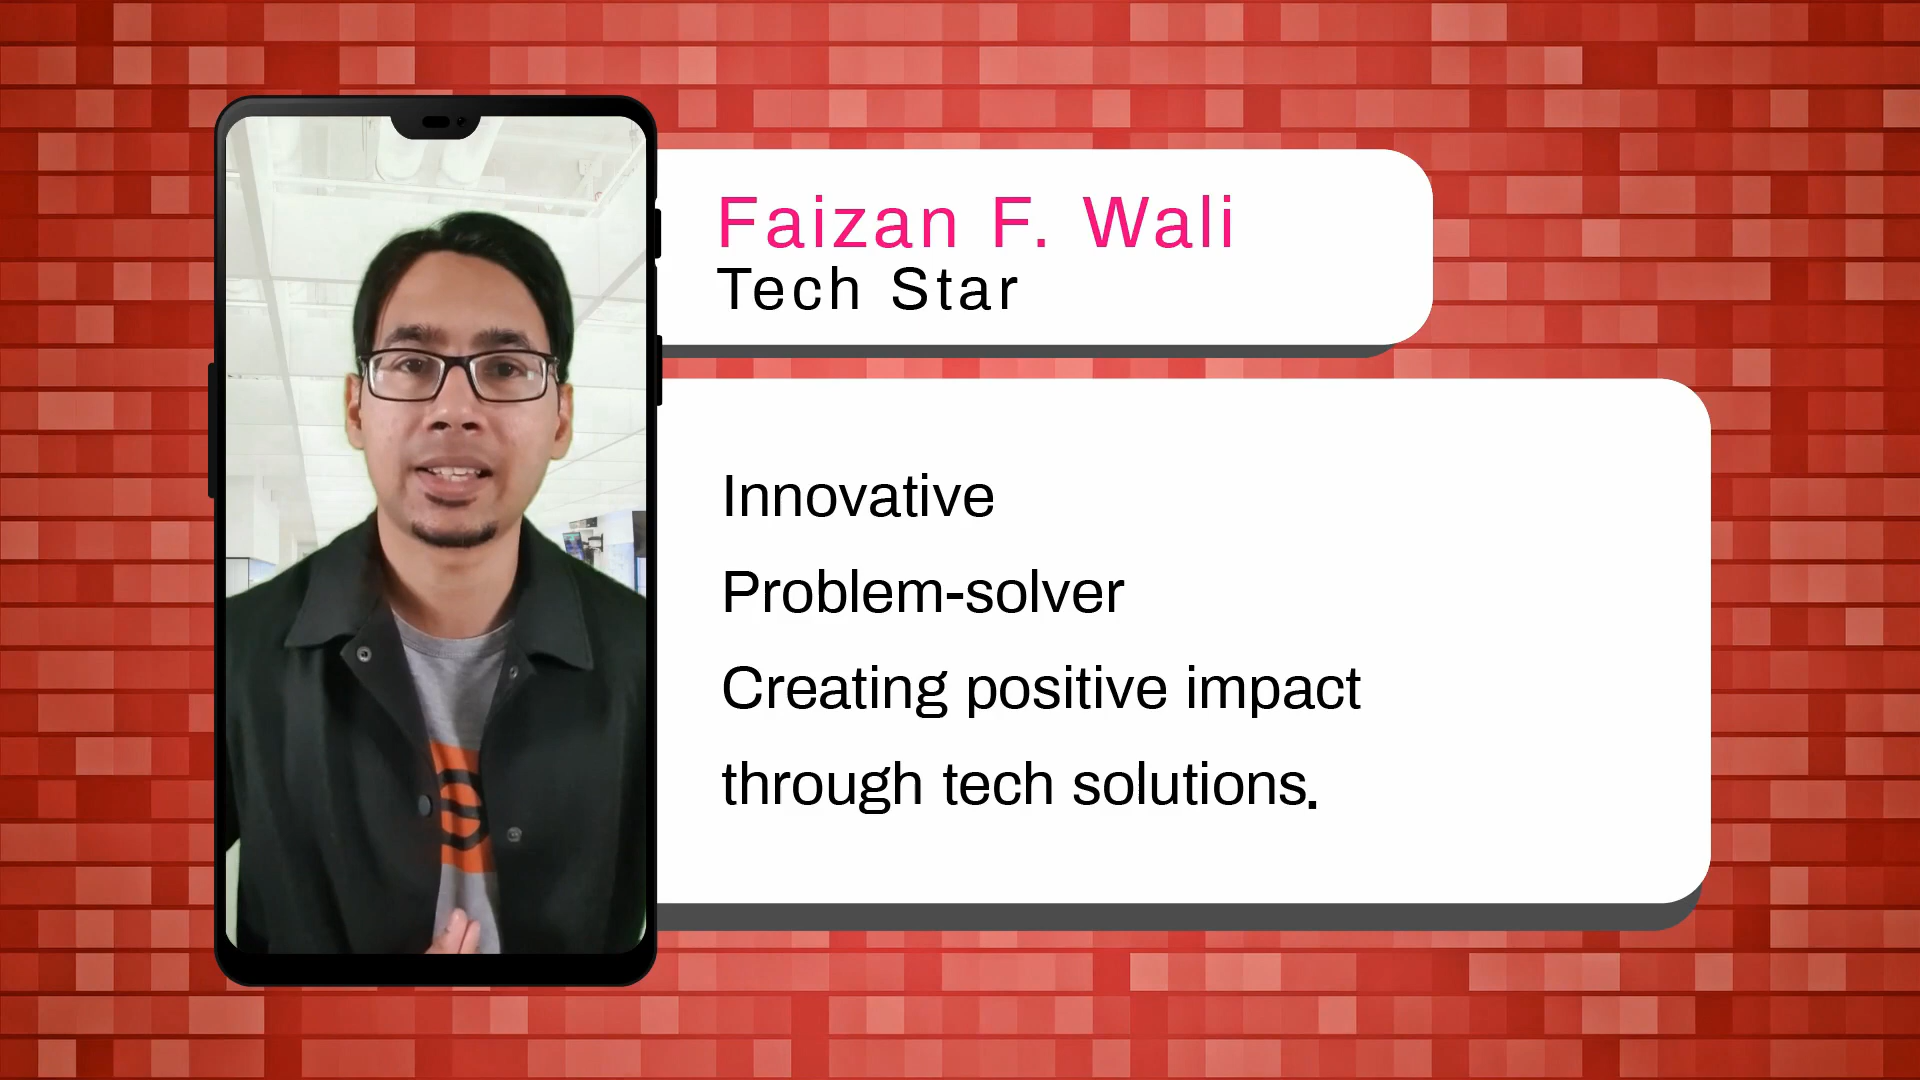 Faizan F. Wali
Tech Star
Innovative
Problem-solver
Creating positive impact
through tech solutions.